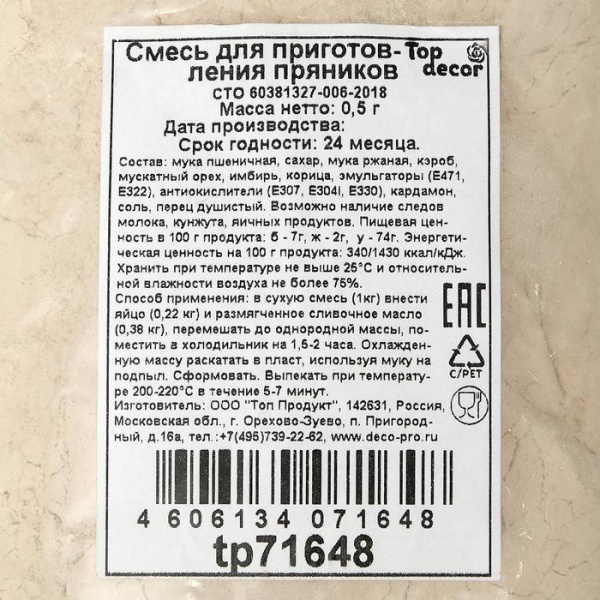 Смесь для приготов-
ления пряников
Top decor
СТО 60381327-006-2018
Масса нетто: 0,5 г
Дата производства:
Срок годности: 24 месяца.
Состав: мука пшеничная, сахар, мука ржаная, кэроб,
мускатный орех, имбирь, корица, эмульгаторы (Е471,
Е322), антиокислители (Е307, Е304i, Е330), кардамон,
соль, перец душистый. Возможно наличие следов
молока, кунжута, яичных продуктов. Пищевая цен-
ность в 100 г продукта: б - 7г, ж - 2г, у - 74г. Энергети-
ческая ценность на 100 г продукта: 340/1430 ккал/кДж.
Хранить при температуре не выше 25°С и относитель-
ной влажности воздуха не более 75%.
Способ применения: в сухую смесь (1кг) внести
яйцо (0,22 кг) и размягченное сливочное масло
(0,38 кг), перемешать до однородной массы, по-
местить в холодильник на 1,5-2 часа. Охлажден-
ную массу раскатать в пласт, используя муку на
подпыл. Сформовать. Выпекать при температу-
ре 200-220°С в течение 5-7 минут.
EAC
C/PET
Изготовитель: ООО "Топ Продукт", 142631, Россия,
Московская обл., г. Орехово-Зуево, п. Пригород-
ный, д.16а, тел.:+7(495)739-22-62, www.deco-pro.ru
4 606134 071648
tp71648